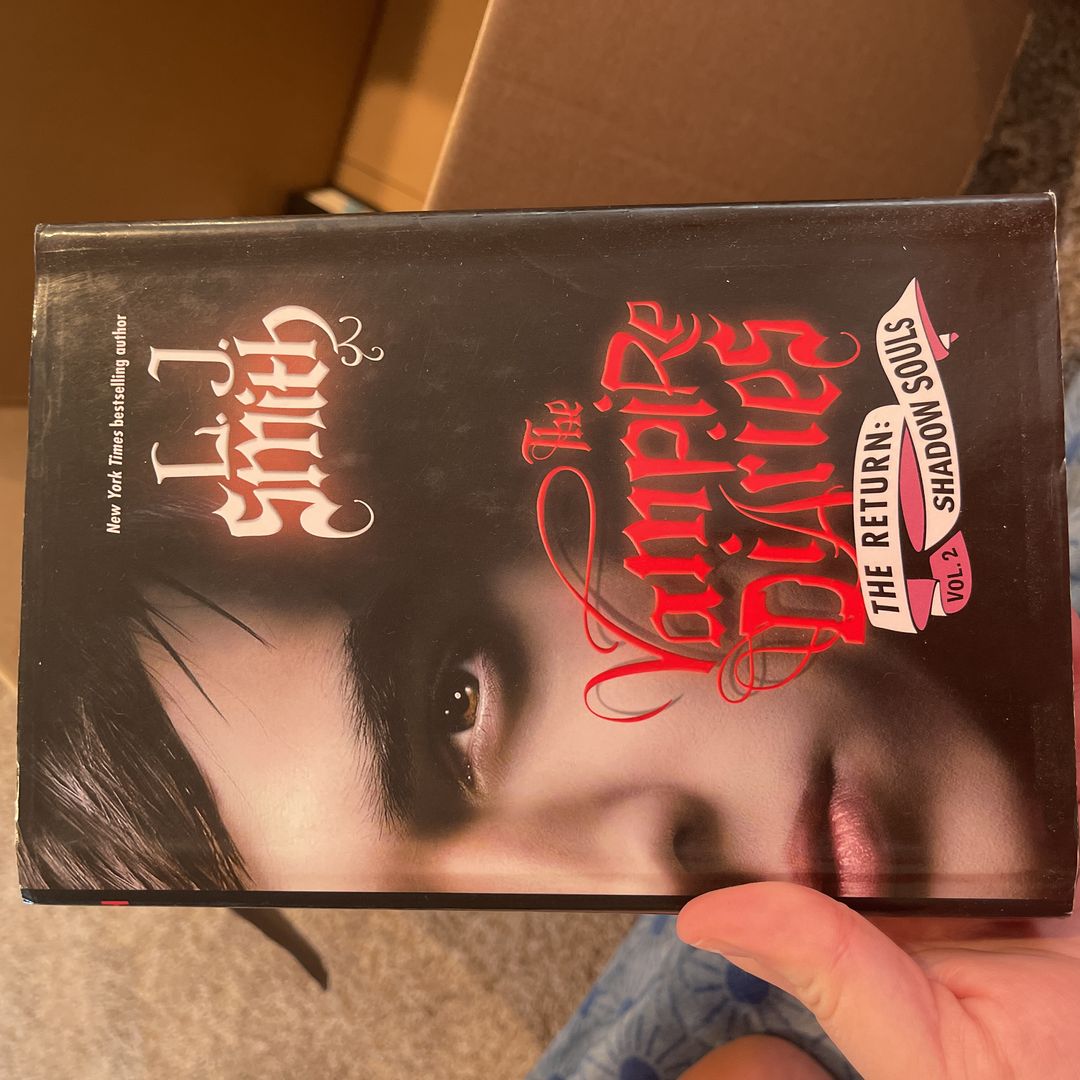 New York Times bestselling author
L. J.
Smith
The
Vampire
Diaries
THE RETURN:
VOL. 2
SHADOW SOULS